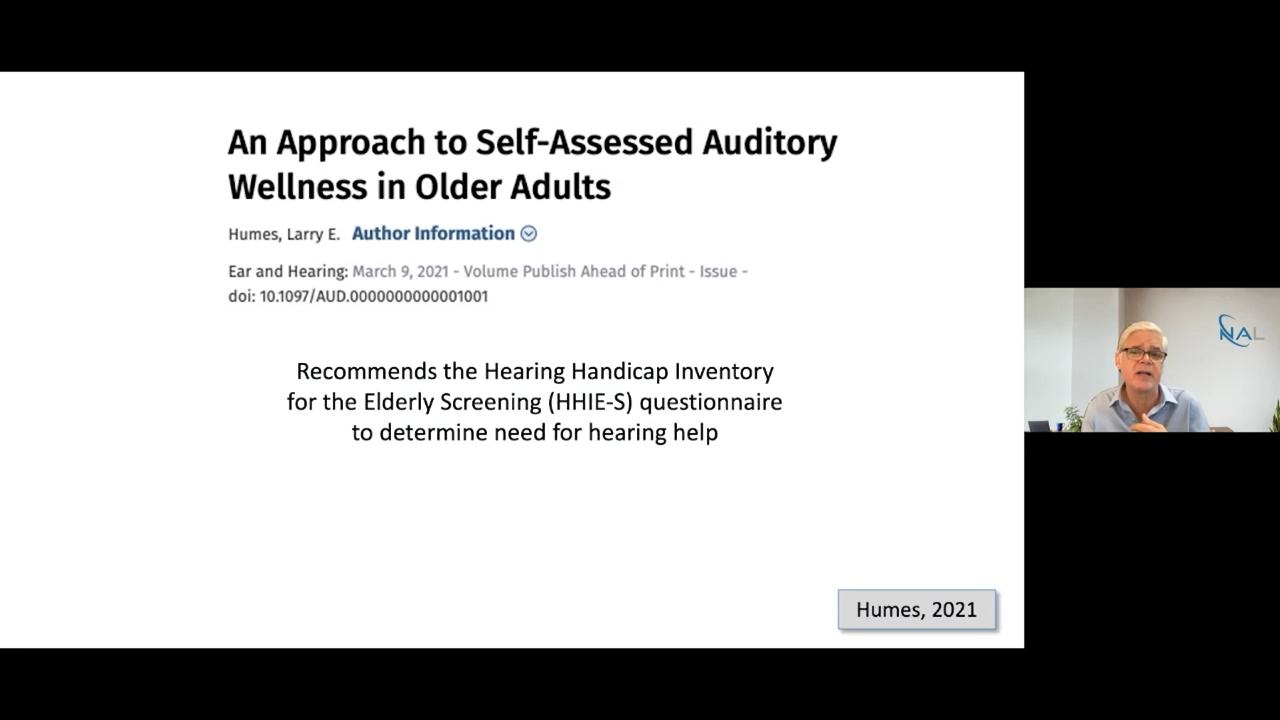 An Approach to Self-Assessed Auditory
Wellness in Older Adults
Humes, Larry E. Author Information
Ear and Hearing: March 9, 2021 - Volume Publish Ahead of Print - Issue -
doi: 10.1097/AUD.0000000000001001
Recommends the Hearing Handicap Inventory
for the Elderly Screening (HHIE-S) questionnaire
to determine need for hearing help
NAL
Humes, 2021